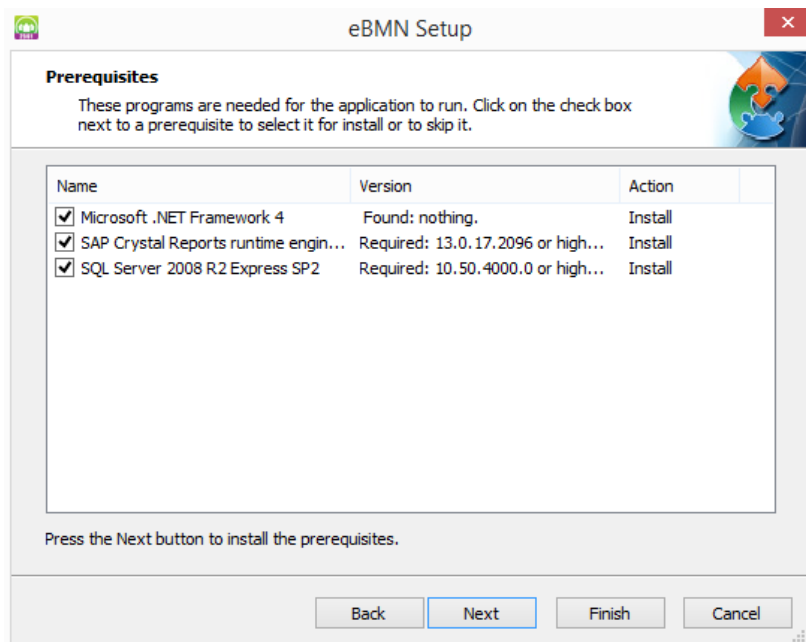 eBMN Setup
Prerequisites
These programs are needed for the application to run. Click on the check box
next to a prerequisite to select it for install or to skip it.
Name Version Action
Microsoft .NET Framework 4 Found: nothing. Install
SAP Crystal Reports runtime engin... Required: 13.0.17.2096 or high... Install
SQL Server 2008 R2 Express SP2 Required: 10.50.4000.0 or high... Install
Press the Next button to install the prerequisites.
Back Next Finish Cancel